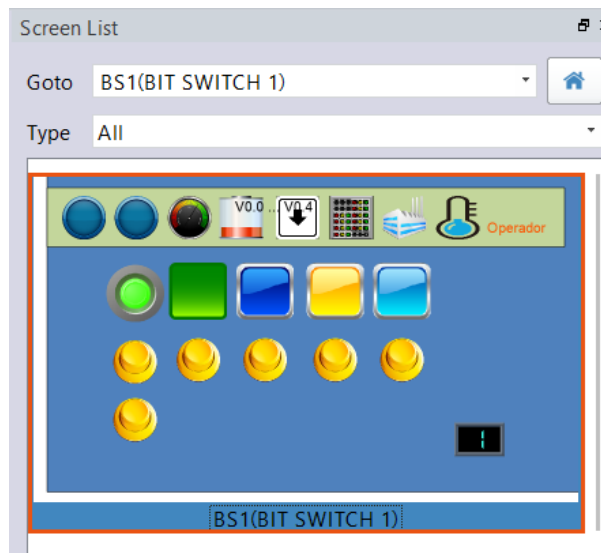 Screen List
Goto BS1(BIT SWITCH 1)
Type All
V0.0 ... V0.4
Operador
1
BS1(BIT SWITCH 1)